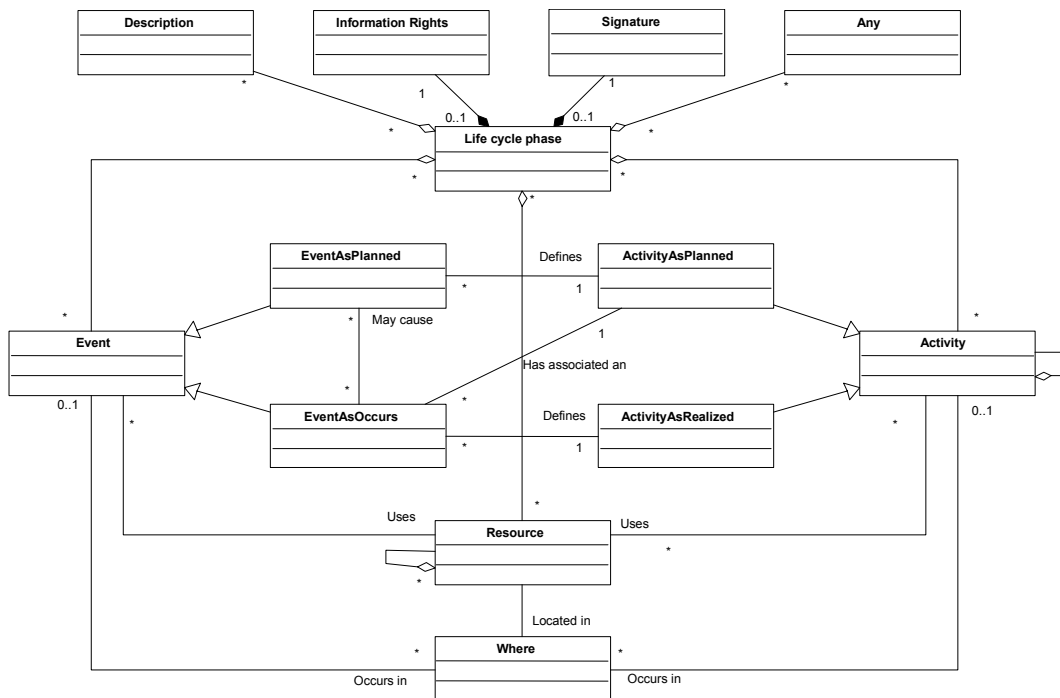 Description
Information Rights
Signature
Any
*
1
1
*
0..1
0..1
*
*
Life cycle phase
*
*
*
EventAsPlanned
Defines
ActivityAsPlanned
*
1
*
May cause
1
*
*
Event
Activity
Has associated an
*
*
0..1
0..1
*
EventAsOccurs
Defines
ActivityAsRealized
*
*
1
*
Uses
Resource
Uses
*
*
Located in
*
Where
*
Occurs in
Occurs in